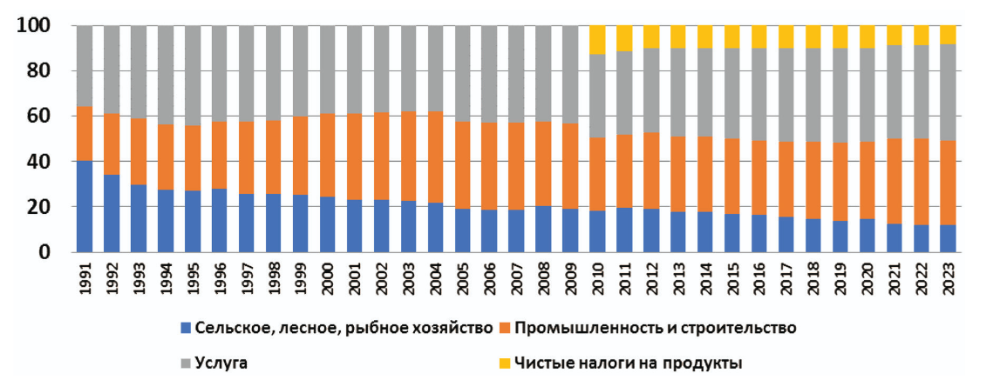 100
80
60
40
20
0
1991 1992 1993 1994 1995 1996 1997 1998 1999 2000 2001 2002 2003 2004 2005 2006 2007 2008 2009 2010 2011 2012 2013 2014 2015 2016 2017 2018 2019 2020 2021 2022 2023
Сельское, лесное, рыбное хозяйство Промышленность и строительство
Услуга Чистые налоги на продукты